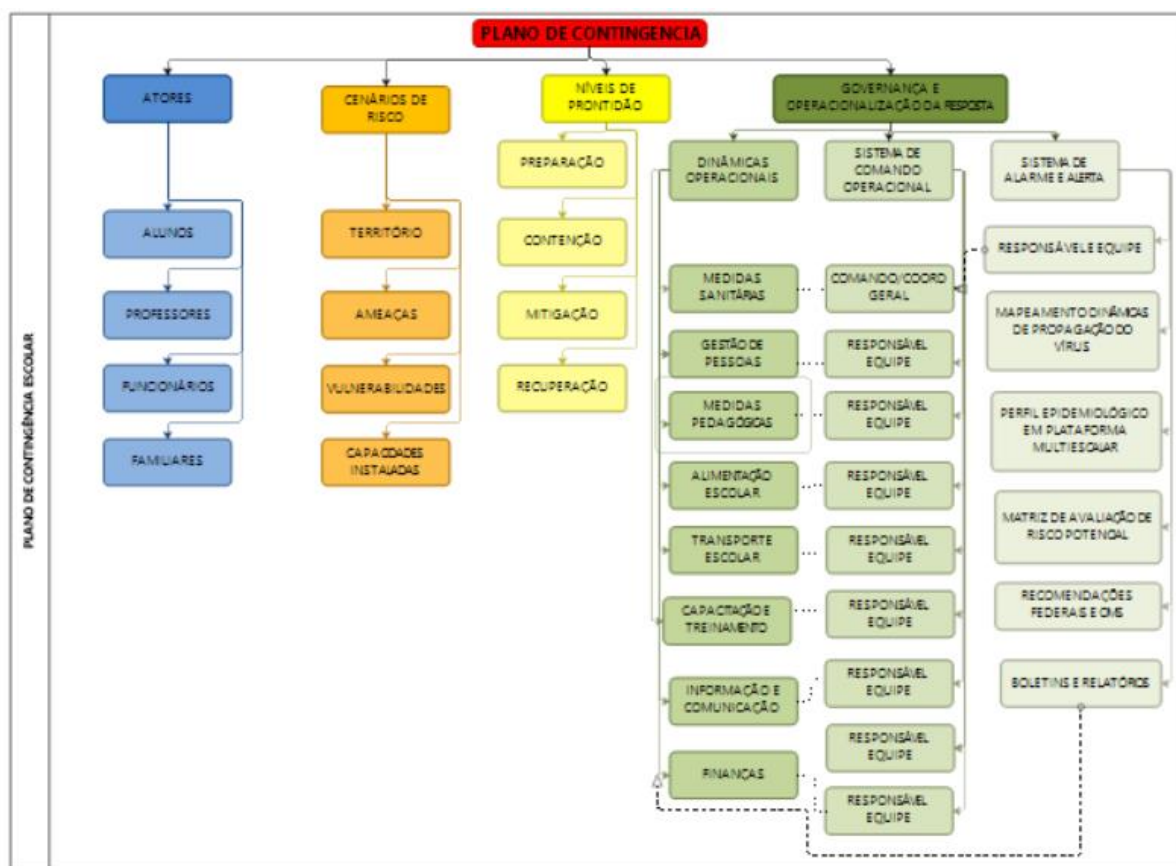 PLANO DE CONTINGÊNCIA ESCOLAR
PLANO DE CONTINGENCIA
ATORES
ALUNOS
PROFESSORES
FUNCIONÁRIOS
FAMILIARES
CENÁRIOS DE
RISCO
TERRITÓRIO
AMEAÇAS
VULNERABILIDADES
CAPACIDADES
INSTALADAS
NÍVEIS DE
PRONTIDÃO
PREPARAÇÃO
CONTENÇÃO
MITIGAÇÃO
RECUPERAÇÃO
GOVERNANÇA E
OPERACIONALIZAÇÃO DA RESPOSTA
DINÂMICAS
OPERACIONAIS
MEDIDAS
SANITÁRIAS
GESTÃO DE
PESSOAS
MEDIDAS
PEDAGÓGICAS
ALIMENTAÇÃO
ESCOLAR
TRANSPORTE
ESCOLAR
CAPACITAÇÃO E
TREINAMENTO
INFORMAÇÃO E
COMUNICAÇÃO
FINANÇAS
SISTEMA DE
COMANDO
OPERACIONAL
COMANDO/COORD
GERAL
RESPONSÁVEL
EQUIPE
RESPONSÁVEL
EQUIPE
RESPONSÁVEL
EQUIPE
RESPONSÁVEL
EQUIPE
RESPONSÁVEL
EQUIPE
RESPONSÁVEL
EQUIPE
RESPONSÁVEL
EQUIPE
RESPONSÁVEL
EQUIPE
SISTEMA DE
ALARME E ALERTA
RESPONSÁVEL E EQUIPE
MAPEAMENTO DINÂMICAS
DE PROPAGAÇÃO DO
VÍRUS
PERFIL EPIDEMIOLÓGICO
EM PLATAFORMA
MULTIESCALAR
MATRIZ DE AVALIAÇÃO DE
RISCO POTENCIAL
RECOMENDAÇÕES
FEDERAIS E OMS
BOLETINS E RELATÓRIOS